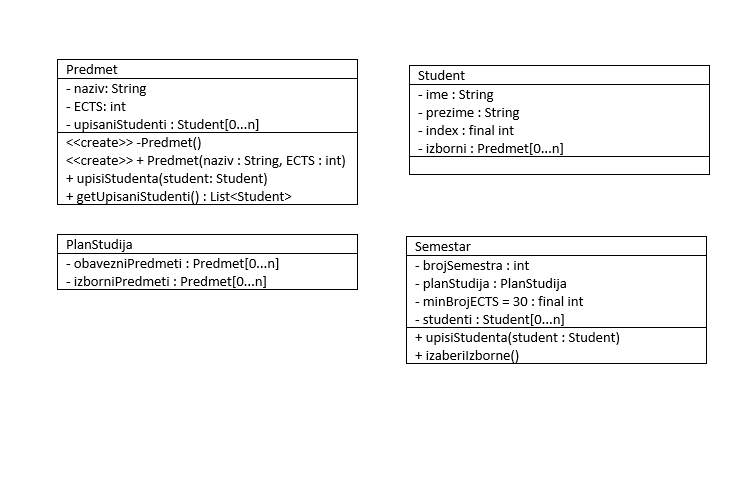 Predmet
- naziv: String
- ECTS: int
- upisaniStudenti : Student[0...n]
<<create>> -Predmet()
<<create>> + Predmet(naziv : String, ECTS : int)
+ upisiStudenta(student: Student)
+ getUpisaniStudenti() : List<Student>
Student
- ime : String
- prezime : String
- index : final int
- izborni : Predmet[0...n]
PlanStudija
- obavezniPredmeti : Predmet[0...n]
- izborniPredmeti : Predmet[0...n]
Semestar
- brojSemestra : int
- planStudija : PlanStudija
- minBrojECTS = 30 : final int
- studenti : Student[0...n]
+ upisiStudenta(student : Student)
+ izaberiIzborne()